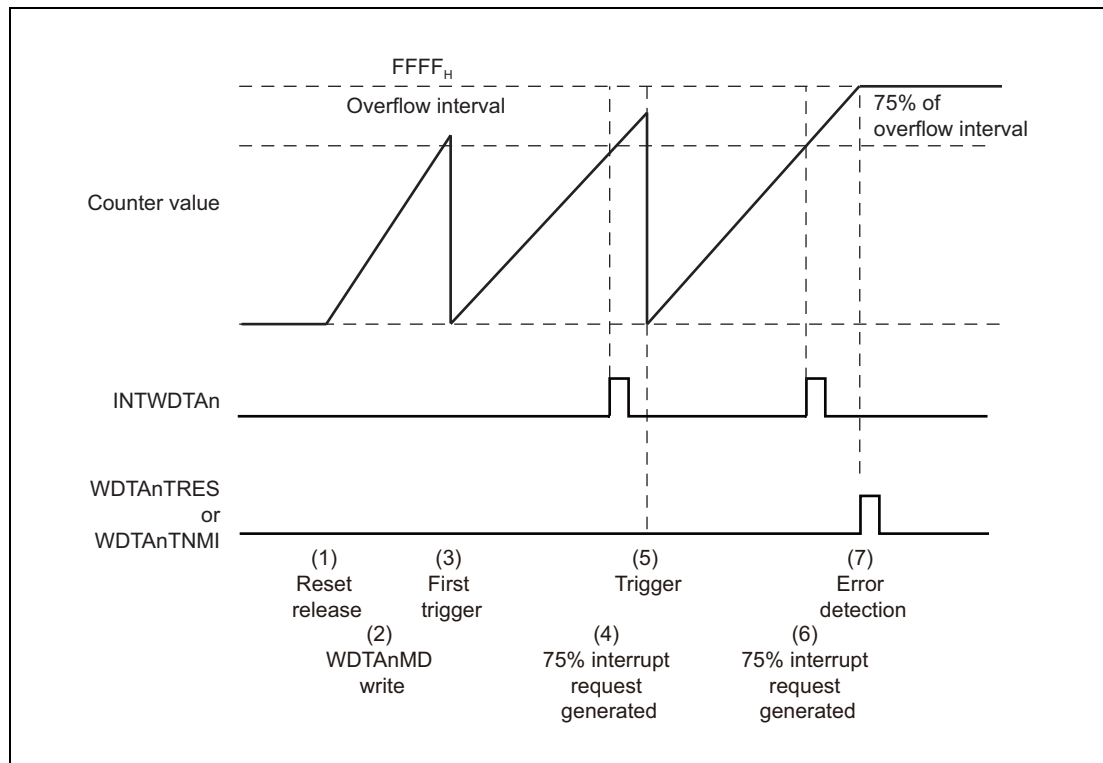 FFFFH
Overflow interval
75% of
overflow interval
Counter value
INTWDTAn
WDTAnTRES
or
WDTAnTNMI
(1)
Reset
release
(3)
First
trigger
(5)
Trigger
(7)
Error
detection
(2)
WDTAnMD
write
(4)
75% interrupt
request
generated
(6)
75% interrupt
request
generated